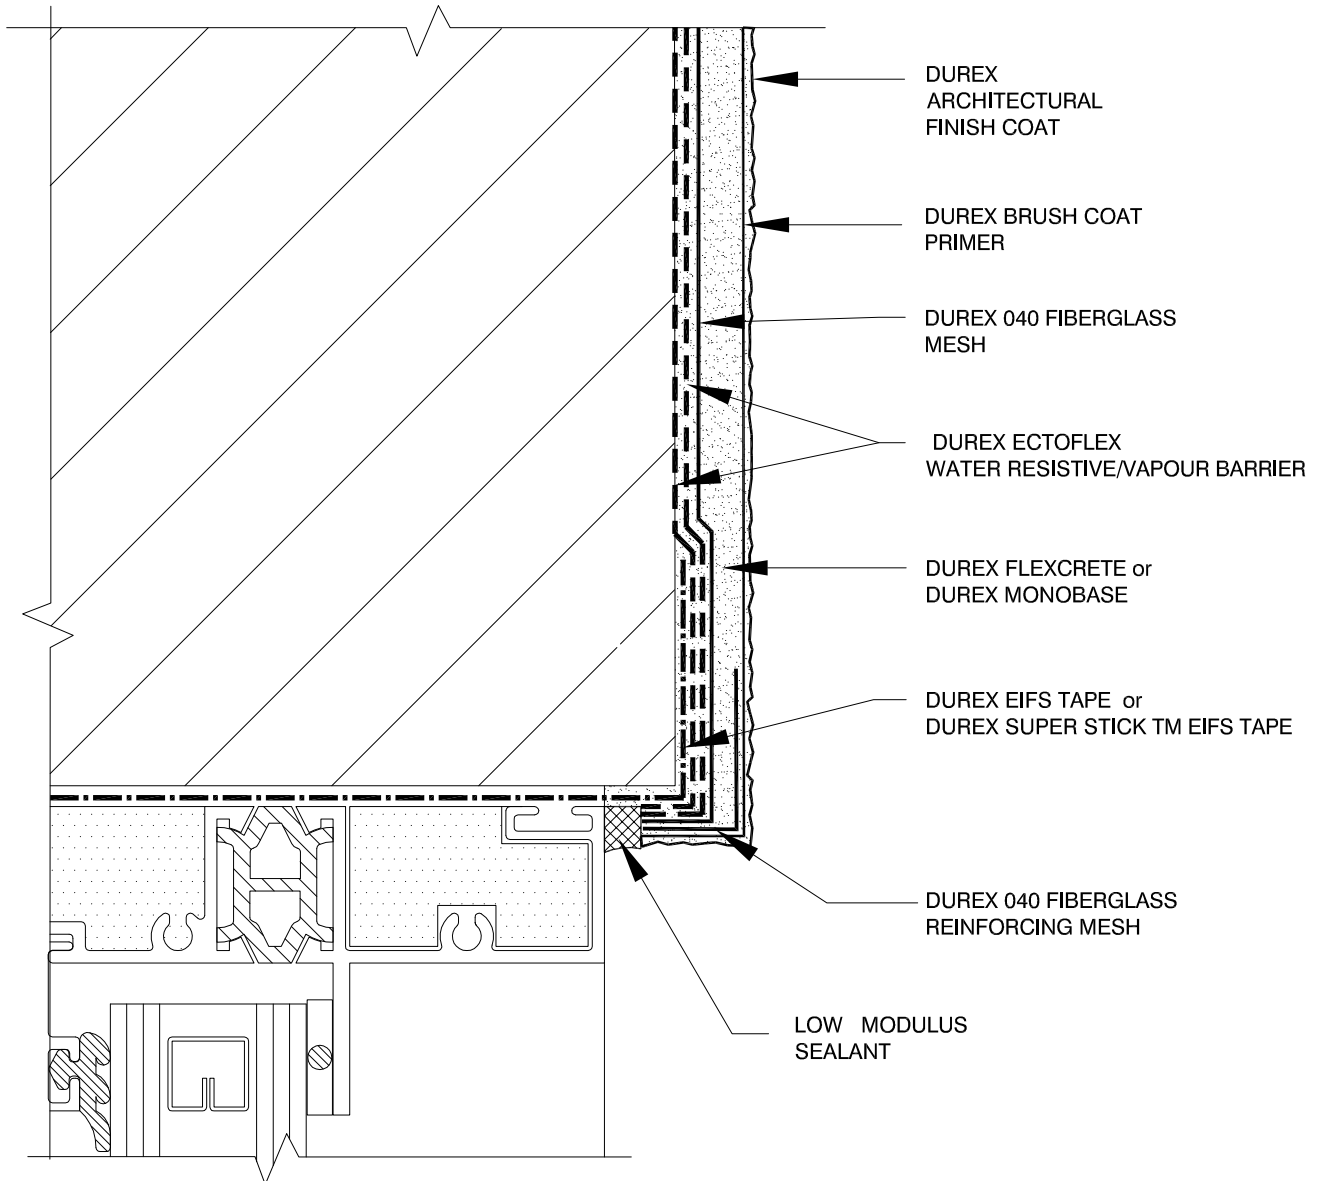 DUREX
ARCHITECTURAL
FINISH COAT
DUREX BRUSH COAT
PRIMER
DUREX 040 FIBERGLASS
MESH
DUREX ECTOFLEX
WATER RESISTIVE/VAPOUR BARRIER
DUREX FLEXCRETE or
DUREX MONOBASE
DUREX EIFS TAPE or
DUREX SUPER STICK TM EIFS TAPE
DUREX 040 FIBERGLASS
REINFORCING MESH
LOW MODULUS
SEALANT